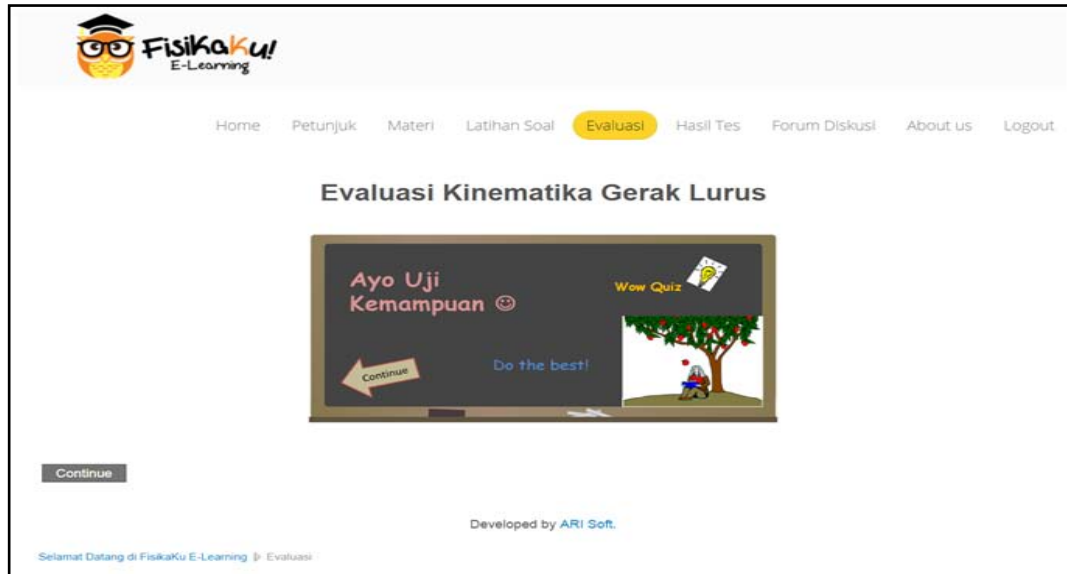 FisiKaKu!
E-Learning
Home Petunjuk Materi Latihan Soal Evaluasi Hasil Tes Forum Diskusi About us Logout
Evaluasi Kinematika Gerak Lurus
Ayo Uji
Kemampuan ☺
Wow Quiz
Do the best!
Continue
Continue
Developed by ARI Soft.
Selamat Datang di FisikaKu E-Learning Evaluasi